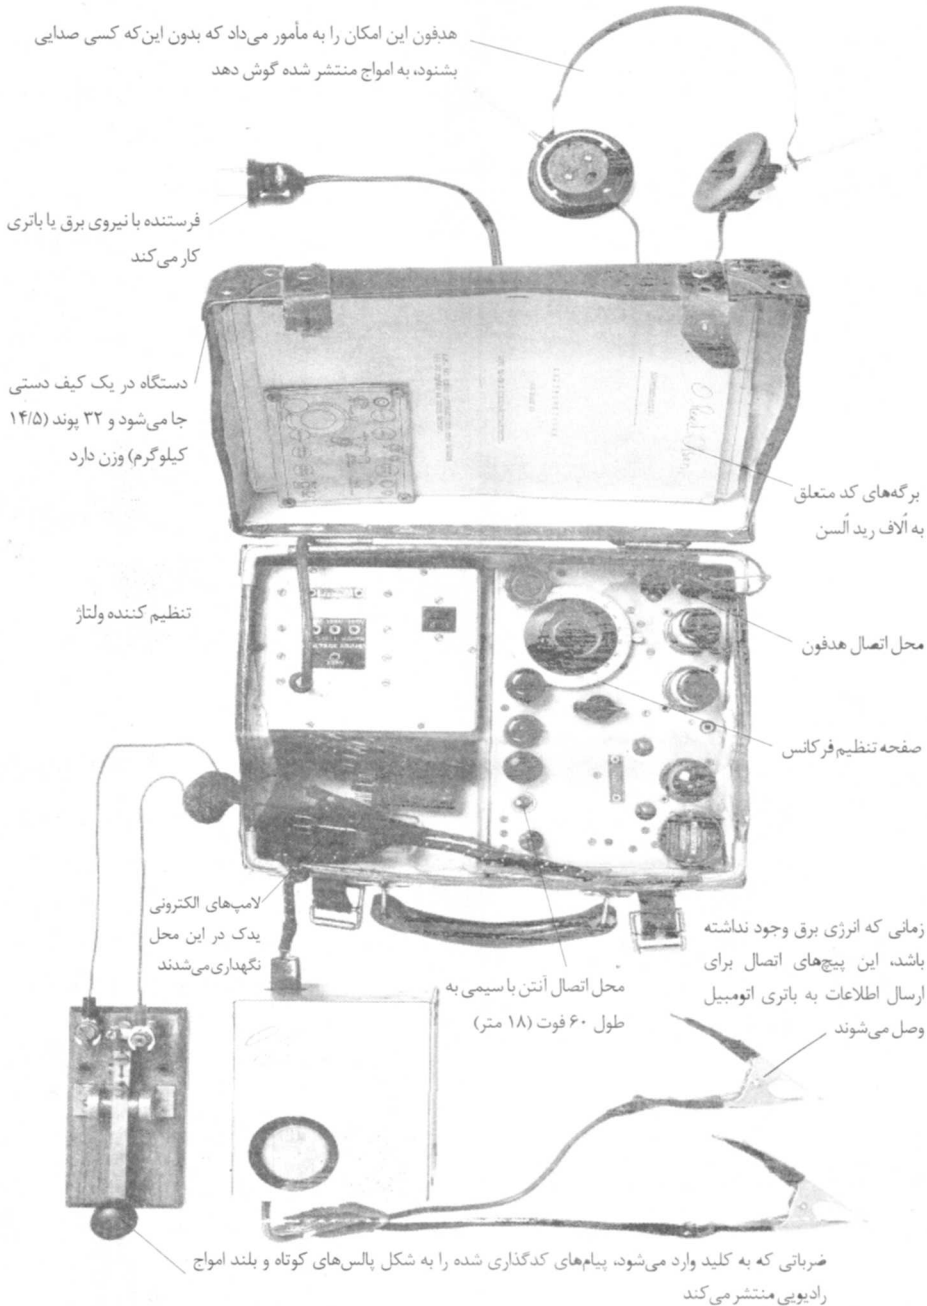 هدفون این امکان را به مأمور می‌داد که بدون این‌که کسی صدایی
بشنود، به امواج منتشر شده گوش دهد
فرستنده با نیروی برق یا باتری
کار می‌کند
دستگاه در یک کیف دستی
جا می‌شود و ۳۲ پوند (۱۴/۵
کیلوگرم) وزن دارد
برگه‌های کد متعلق
به اُلاف رید اُلسن
تنظیم کننده ولتاژ
محل اتصال هدفون
صفحه تنظیم فرکانس
لامپ‌های الکترونی
یدک در این محل
نگهداری می‌شدند
محل اتصال آنتن با سیمی به
طول ۶۰ فوت (۱۸ متر)
زمانی که انرژی برق وجود نداشته
باشد، این پیچ‌های اتصال برای
ارسال اطلاعات به باتری اتومبیل
وصل می‌شوند
ضرباتی که به کلید وارد می‌شود، پیام‌های کدگذاری شده را به شکل پالس‌های کوتاه و بلند امواج
رادیویی منتشر می‌کند